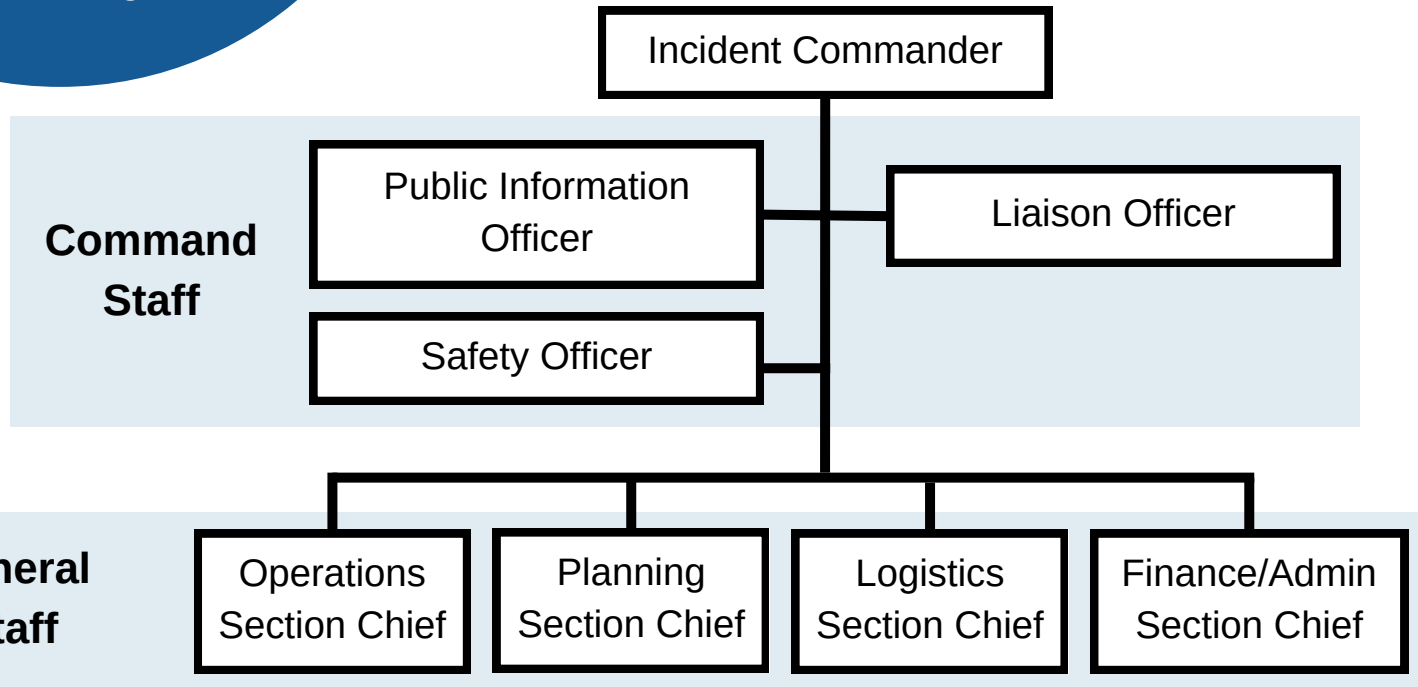 Incident Commander
Public Information
Officer
Liaison Officer
Command
Staff
Safety Officer
Operations
Section Chief
Planning
Section Chief
Logistics
Section Chief
Finance/Admin
Section Chief